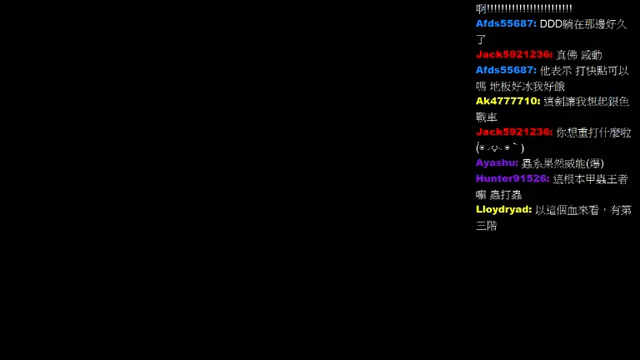 啊!!!!!!!!!!!!!!!!!!!!!!!!
Afds55687: DDD躺在那邊好久
了
Jack5921236: 真佛 感動
Afds55687: 他表示 打快點可以
嗎 地板好冰我好餓
Ak4777710: 這劍讓我想起銀色
戰車
Jack5921236: 你想重打什麼啦
Ayashu: 蟲系果然威能(爆)
Hunter91526: 這根本甲蟲王者
嘛 蟲打蟲
Lloydryad: 以這個血來看，有第
三階